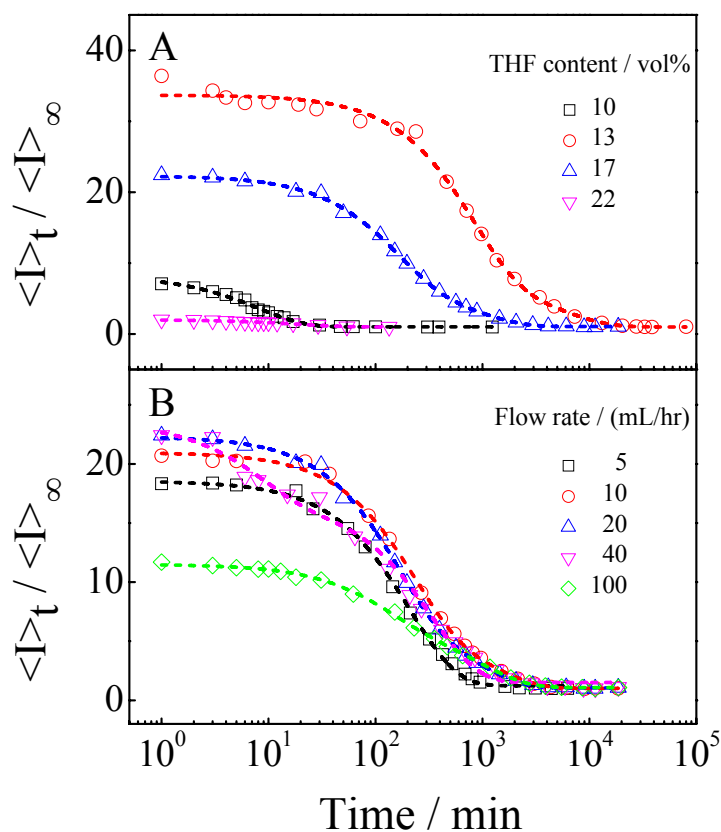 A
THF content / vol%
10
13
17
22
40
20
0
<I>t / <I>∞
B
Flow rate / (mL/hr)
5
10
20
40
100
20
10
0
<I>t / <I>∞
10^0 10^1 10^2 10^3 10^4 10^5
Time / min